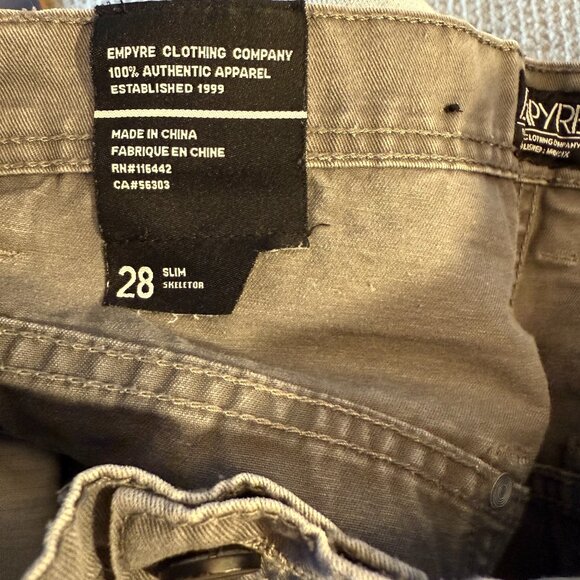 EMPYRE CLOTHING COMPANY
100% AUTHENTIC APPAREL
ESTABLISHED 1999
MADE IN CHINA
FABRIQUE EN CHINE
RN#116442
CA#56303
28 SLIM
SKELETOR
CLOTHING COMPANY